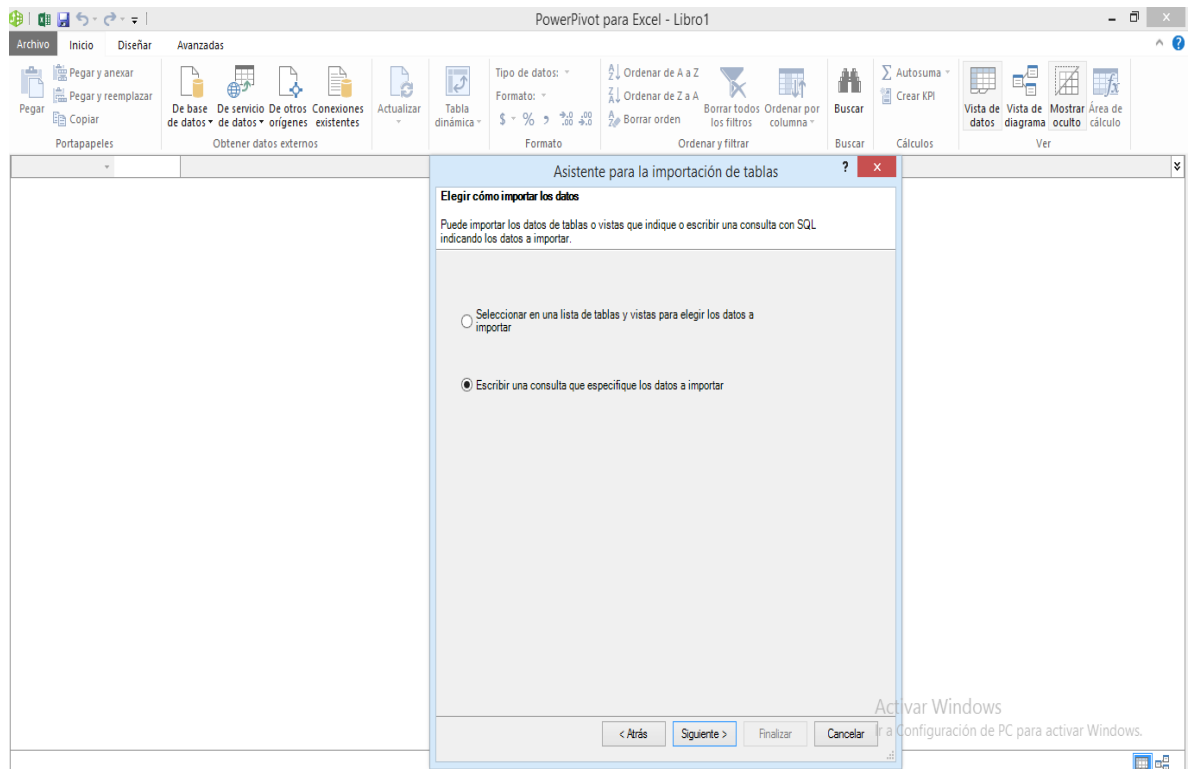 PowerPivot para Excel - Libro1
Archivo Inicio Diseñar Avanzadas
Pegar
Pegar y anexar
Pegar y reemplazar
Copiar
Portapapeles
De base de datos
De servicio de datos
De otros orígenes
Conexiones existentes
Obtener datos externos
Actualizar
Tabla dinámica
Tipo de datos:
Formato:
$ % , .00 .00
Formato
Ordenar de A a Z
Ordenar de Z a A
Borrar orden
Borrar todos los filtros
Ordenar por columna
Ordenar y filtrar
Buscar
Buscar
Autosuma
Crear KPI
Cálculos
Vista de datos
Vista de diagrama
Mostrar oculto
Área de cálculo
Ver
Asistente para la importación de tablas
Elegir cómo importar los datos
Puede importar los datos de tablas o vistas que indique o escribir una consulta con SQL
indicando los datos a importar.
Seleccionar en una lista de tablas y vistas para elegir los datos a
importar
Escribir una consulta que especifique los datos a importar
< Atrás Siguiente > Finalizar Cancelar
Activar Windows
Ir a Configuración de PC para activar Windows.